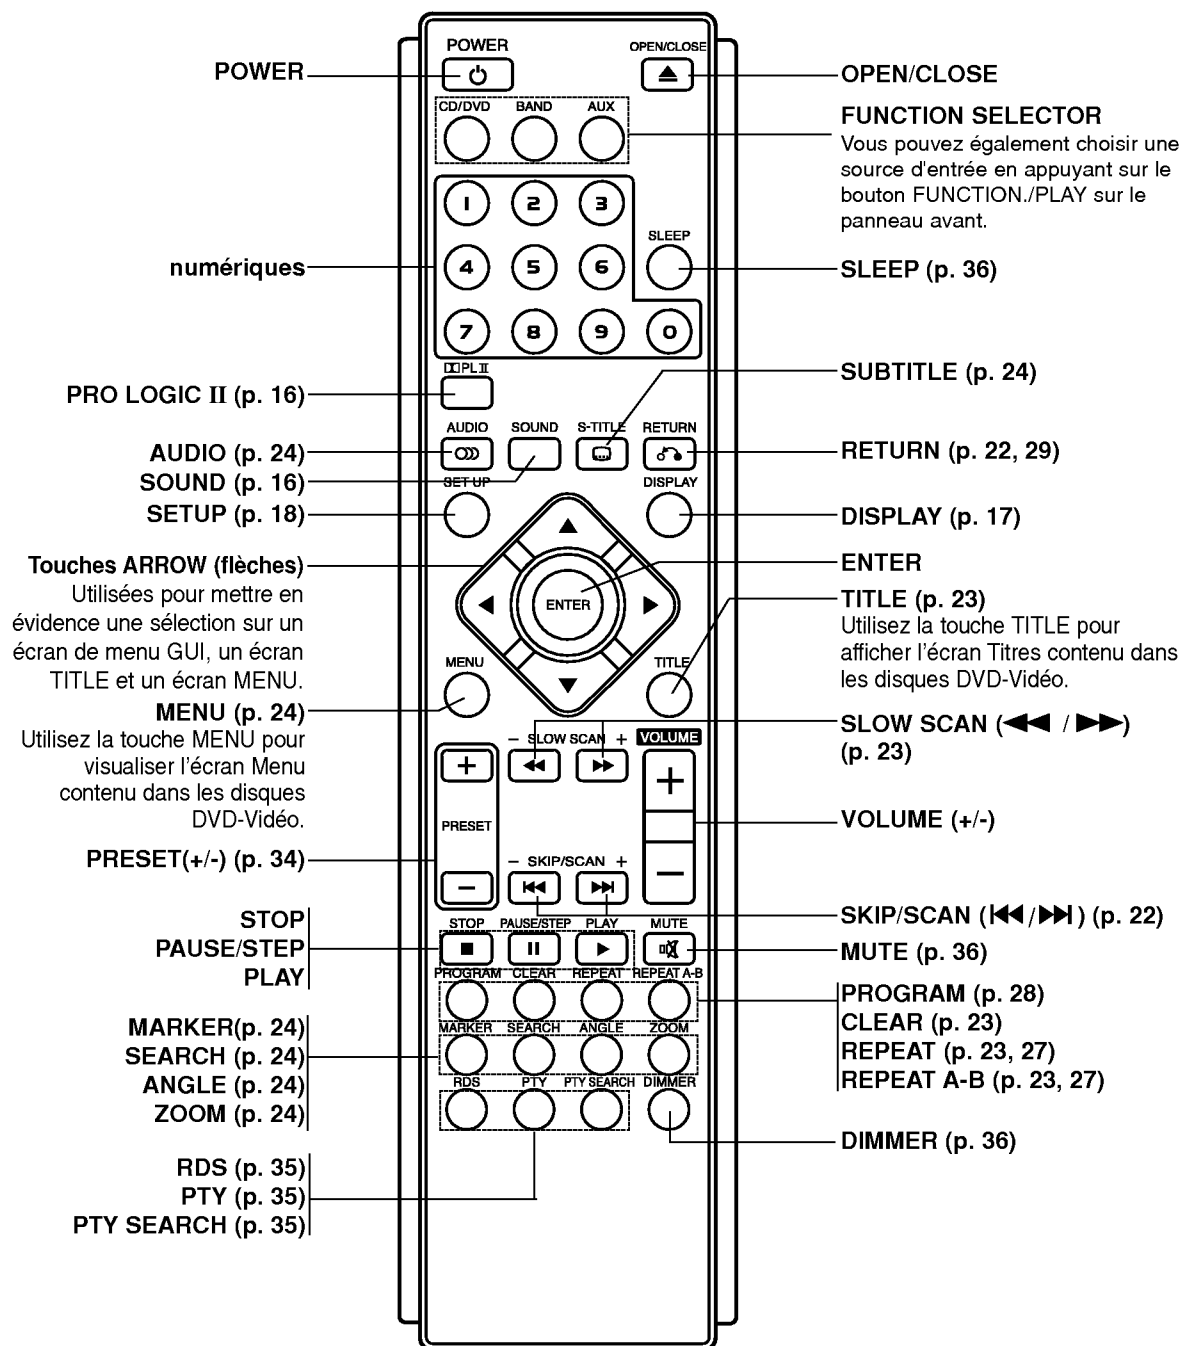 POWER
numériques
PRO LOGIC II (p. 16)
AUDIO (p. 24)
SOUND (p. 16)
SETUP (p. 18)
Touches ARROW (flèches)
Utilisées pour mettre en
évidence une sélection sur un
écran de menu GUI, un écran
TITLE et un écran MENU.
MENU (p. 24)
Utilisez la touche MENU pour
visualiser l'écran Menu
contenu dans les disques
DVD-Vidéo.
PRESET(+/-) (p. 34)
STOP
PAUSE/STEP
PLAY
MARKER(p. 24)
SEARCH (p. 24)
ANGLE (p. 24)
ZOOM (p. 24)
RDS (p. 35)
PTY (p. 35)
PTY SEARCH (p. 35)
POWER OPEN/CLOSE
CD/DVD BAND AUX
1 2 3
SLEEP
4 5 6
7 8 9 0
PL II
AUDIO SOUND S-TITLE RETURN
SET UP DISPLAY
ENTER
MENU TITLE
− SLOW SCAN + VOLUME
+ +
PRESET
− SKIP/SCAN +
− −
STOP PAUSE/STEP PLAY MUTE
PROGRAM CLEAR REPEAT REPEAT A-B
MARKER SEARCH ANGLE ZOOM
RDS PTY PTY SEARCH DIMMER
OPEN/CLOSE
FUNCTION SELECTOR
Vous pouvez également choisir une
source d'entrée en appuyant sur le
bouton FUNCTION./PLAY sur le
panneau avant.
SLEEP (p. 36)
SUBTITLE (p. 24)
RETURN (p. 22, 29)
DISPLAY (p. 17)
ENTER
TITLE (p. 23)
Utilisez la touche TITLE pour
afficher l'écran Titres contenu dans
les disques DVD-Vidéo.
SLOW SCAN (◀◀ / ▶▶)
(p. 23)
VOLUME (+/-)
SKIP/SCAN (|◀◀ / ▶▶|) (p. 22)
MUTE (p. 36)
PROGRAM (p. 28)
CLEAR (p. 23)
REPEAT (p. 23, 27)
REPEAT A-B (p. 23, 27)
DIMMER (p. 36)